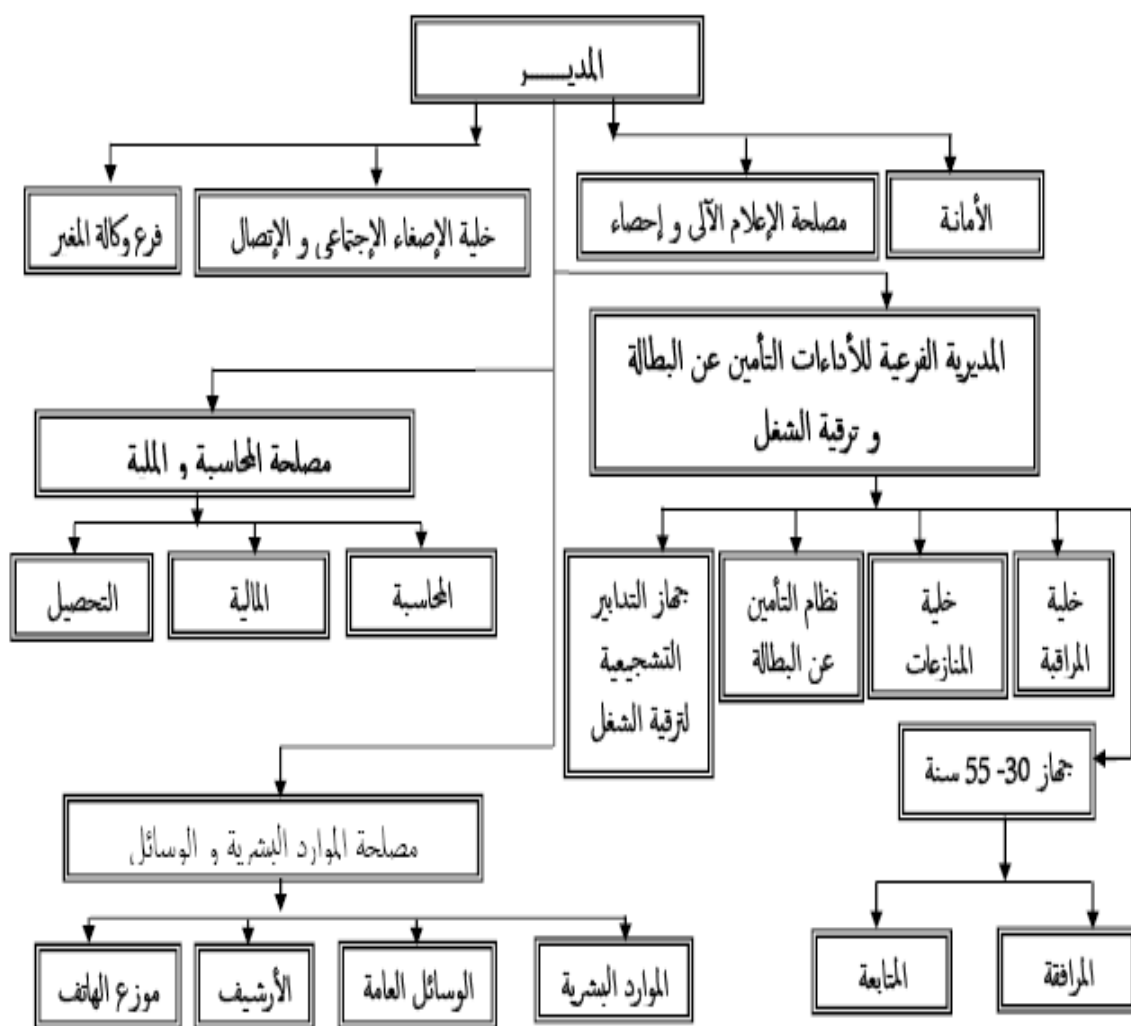 المديـــــــر
الأمانة
مصلحة الإعلام الآلي و إحصاء
خلية الإصغاء الإجتماعي و الإتصال
فرع وكالة المغير
المديرية الفرعية للأداءات التأمين عن البطالة
و ترقية الشغل
مصلحة المحاسبة و الملية
المحاسبة
المالية
التحصيل
خلية
المراقبة
خلية
المنازعات
نظام التأمين
عن البطالة
جهاز التدابير
التشجيعية
لترقية الشغل
جهاز 30- 55 سنة
المرافقة
المتابعة
مصلحة الموارد البشرية و الوسائل
الموارد البشرية
الوسائل العامة
الأرشيف
موزع الهاتف